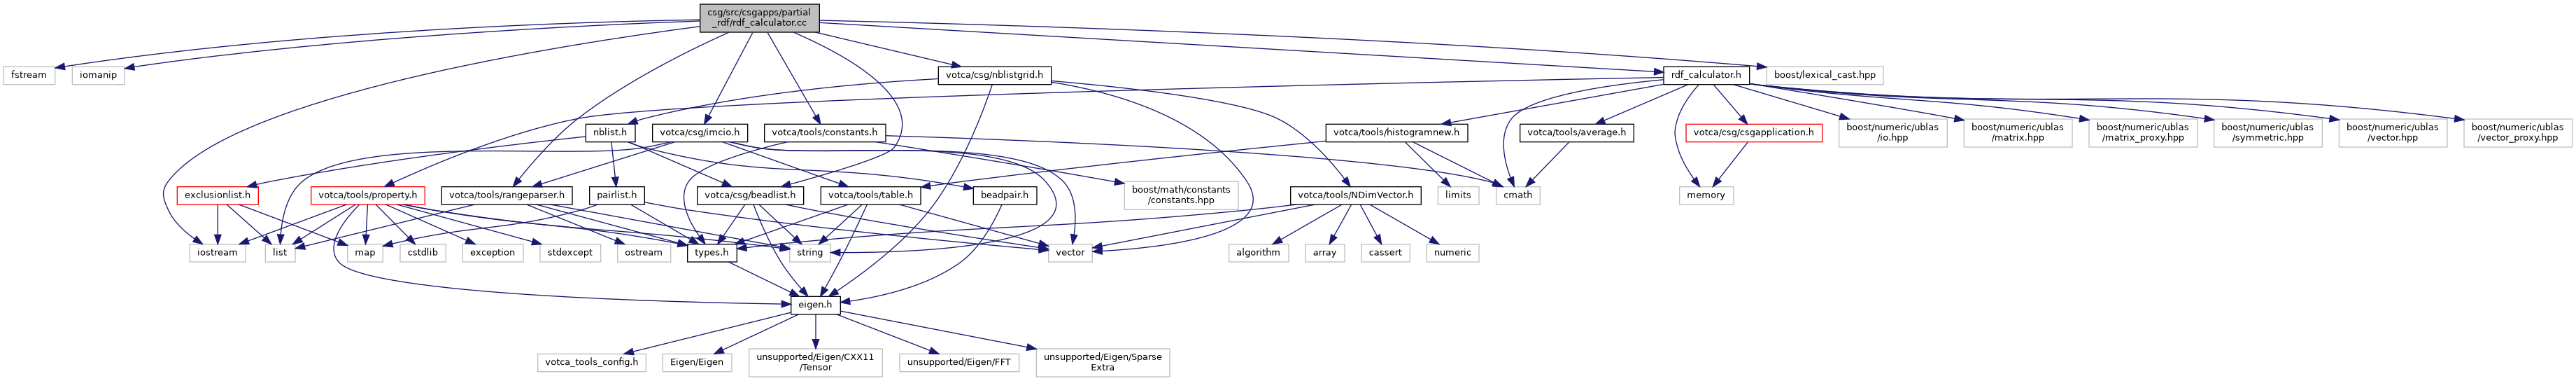 csg/src/csgapps/partial
_rdf/rdf_calculator.cc
fstream
iomanip
votca/csg/nblistgrid.h
rdf_calculator.h
boost/lexical_cast.hpp
nblist.h
votca/csg/imcio.h
votca/tools/constants.h
votca/tools/histogramnew.h
votca/tools/average.h
votca/csg/csgapplication.h
boost/numeric/ublas
/io.hpp
boost/numeric/ublas
/matrix.hpp
boost/numeric/ublas
/matrix_proxy.hpp
boost/numeric/ublas
/symmetric.hpp
boost/numeric/ublas
/vector.hpp
boost/numeric/ublas
/vector_proxy.hpp
exclusionlist.h
votca/tools/property.h
votca/tools/rangeparser.h
pairlist.h
votca/csg/beadlist.h
votca/tools/table.h
beadpair.h
boost/math/constants
/constants.hpp
votca/tools/NDimVector.h
limits
cmath
memory
iostream
list
map
cstdlib
exception
stdexcept
ostream
types.h
string
vector
algorithm
array
cassert
numeric
eigen.h
votca_tools_config.h
Eigen/Eigen
unsupported/Eigen/CXX11
/Tensor
unsupported/Eigen/FFT
unsupported/Eigen/Sparse
Extra